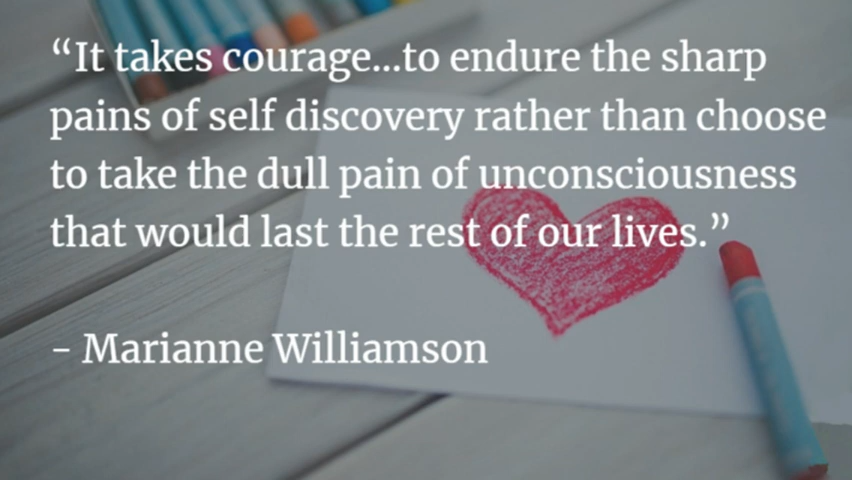 “It takes courage...to endure the sharp
pains of self discovery rather than choose
to take the dull pain of unconsciousness
that would last the rest of our lives.”
- Marianne Williamson